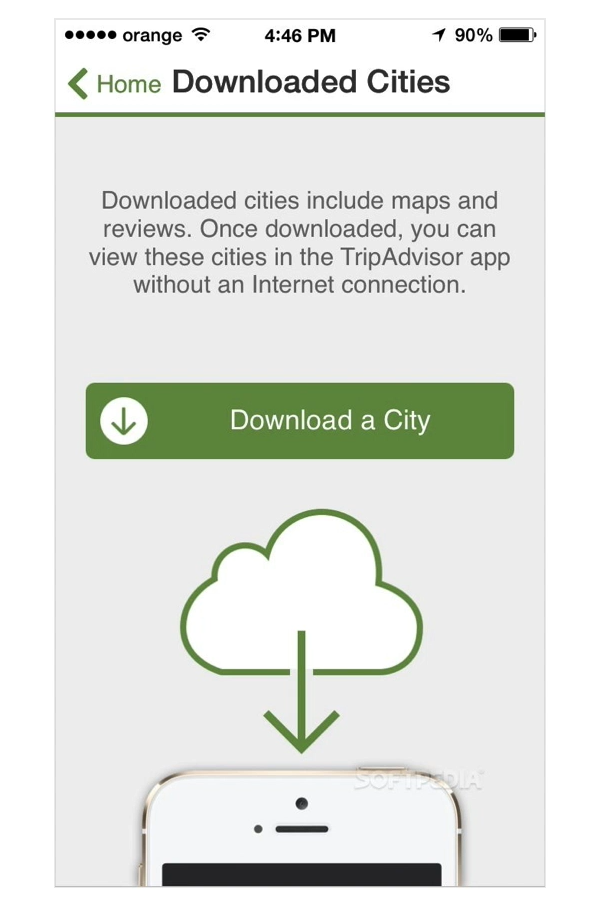 orange 4:46 PM 90%
Home Downloaded Cities
Downloaded cities include maps and
reviews. Once downloaded, you can
view these cities in the TripAdvisor app
without an Internet connection.
Download a City
SOFTPEDIA